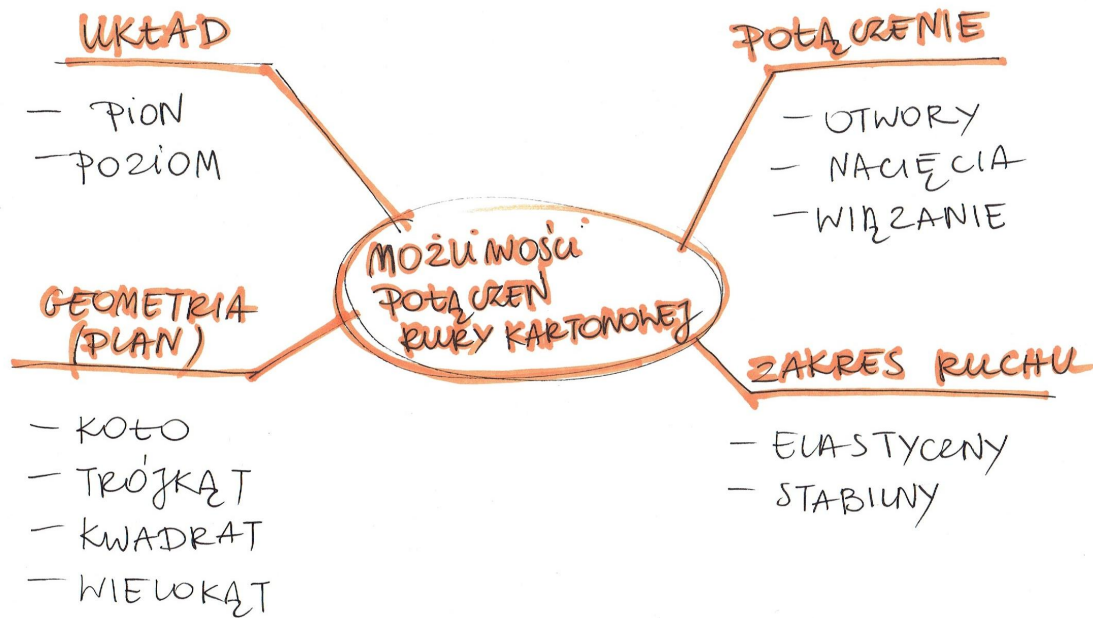 UKŁAD
- PION
- POZIOM
POŁĄCZENIE
- OTWORY
- NACIĘCIA
- WIĄZANIE
MOŻLIWOŚCI
POŁĄCZEŃ
RURY KARTONOWEJ
GEOMETRIA
(PLAN)
- KOŁO
- TRÓJKĄT
- KWADRAT
- WIELOKĄT
ZAKRES RUCHU
- ELASTYCZNY
- STABILNY